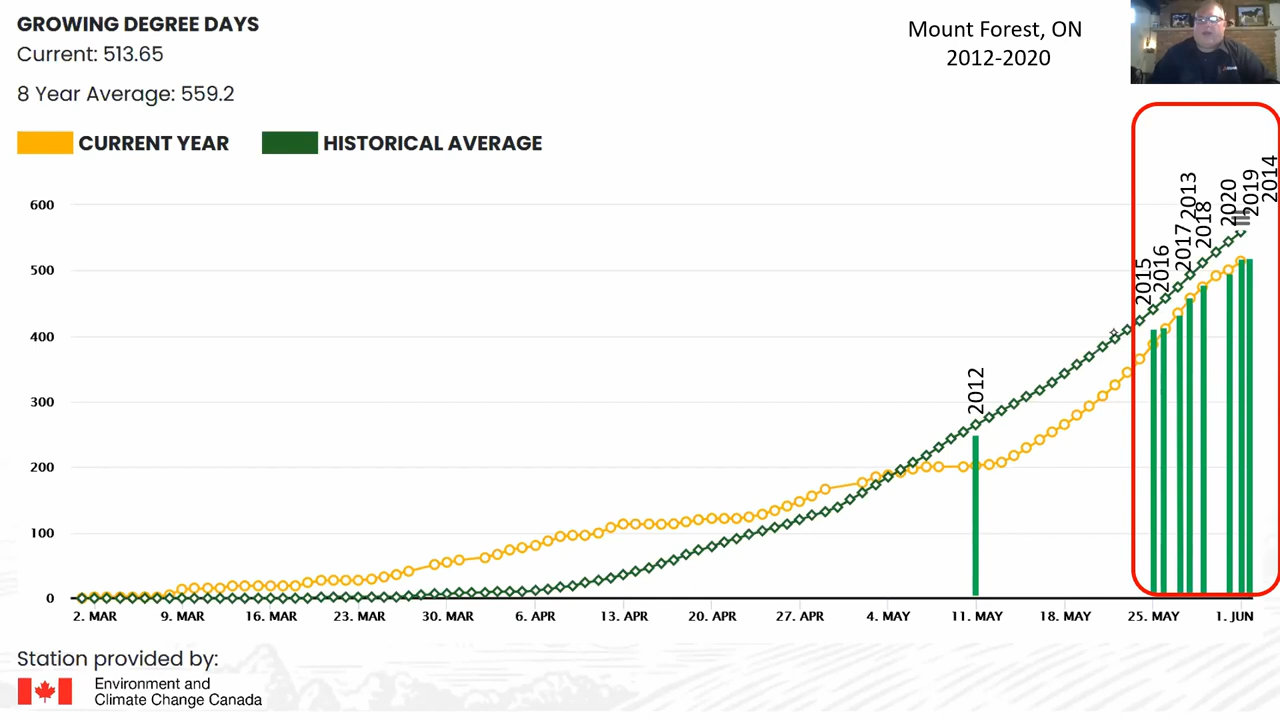 GROWING DEGREE DAYS
Current: 513.65
8 Year Average: 559.2
Mount Forest, ON
2012-2020
CURRENT YEAR
HISTORICAL AVERAGE
600
500
400
300
200
100
0
2012
2015
2016
2017
2013
2018
2020
2019
2014
2. MAR
9. MAR
16. MAR
23. MAR
30. MAR
6. APR
13. APR
20. APR
27. APR
4. MAY
11. MAY
18. MAY
25. MAY
1. JUN
Station provided by:
Environment and
Climate Change Canada